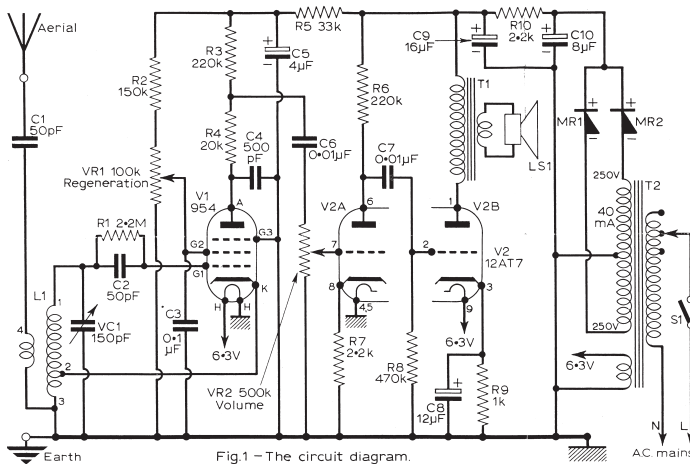 Aerial
C1
50pF
R2
150k
VR1 100k
Regeneration
R1 2·2M
C2
50pF
L1
1
4
2
3
VC1
150pF
Earth
R3
220k
R4
20k
C4
500
pF
R5 33k
C5
4µF
V1
954
A
G3
G2
G1
K
H
H
C3
0·1
µF
6·3V
VR2 500k
Volume
C6
0·01µF
R6
220k
C7
0·01µF
V2A
6
7
8
4,5
R7
2·2k
R8
470k
C9
16µF
R10
2·2k
C10
8µF
T1
LS1
1
V2B
V2
12AT7
2
3
9
6·3V
C8
12µF
R9
1k
MR1
MR2
250V
T2
40
mA
250V
S1
6·3V
N
L
A.C. mains
Fig.1 – The circuit diagram.